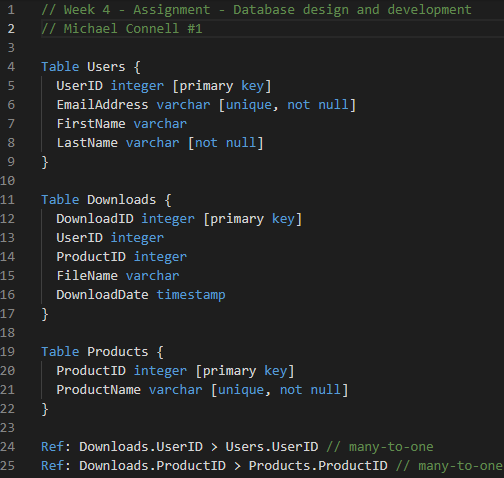 1 // Week 4 - Assignment - Database design and development
2 // Michael Connell #1
3
4 Table Users {
5 UserID integer [primary key]
6 EmailAddress varchar [unique, not null]
7 FirstName varchar
8 LastName varchar [not null]
9 }
10
11 Table Downloads {
12 DownloadID integer [primary key]
13 UserID integer
14 ProductID integer
15 FileName varchar
16 DownloadDate timestamp
17 }
18
19 Table Products {
20 ProductID integer [primary key]
21 ProductName varchar [unique, not null]
22 }
23
24 Ref: Downloads.UserID > Users.UserID // many-to-one
25 Ref: Downloads.ProductID > Products.ProductID // many-to-one